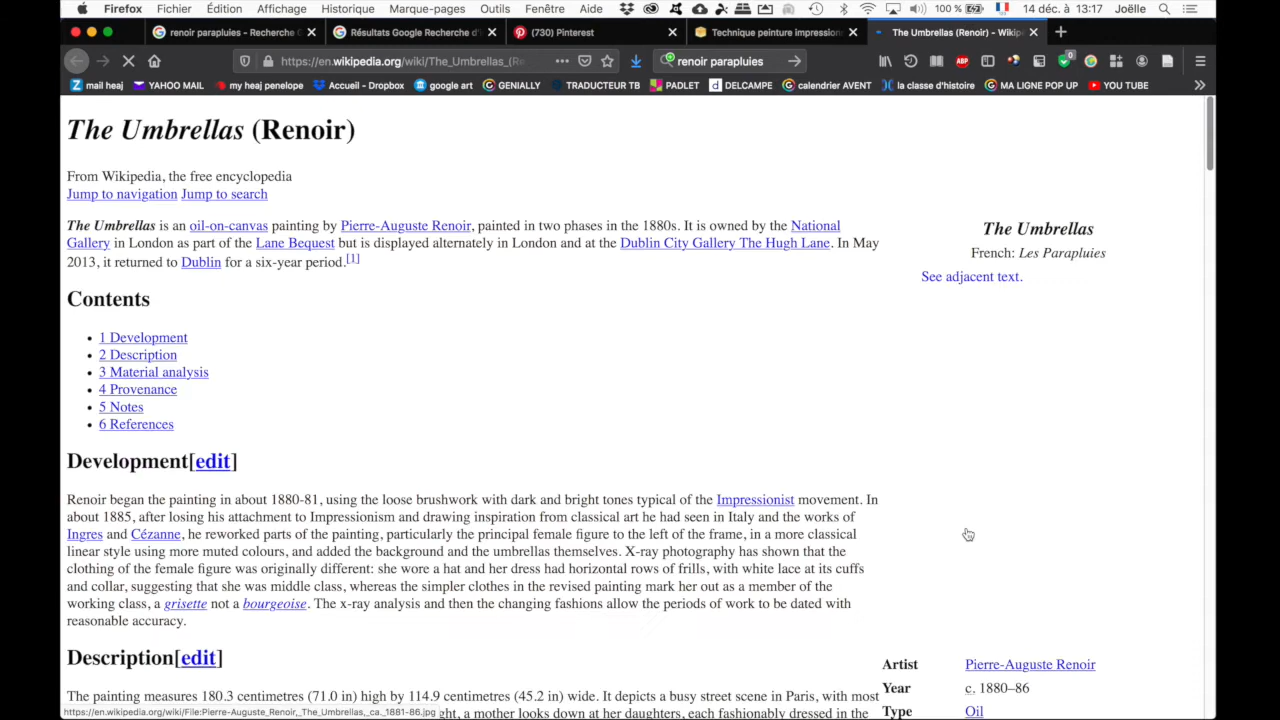 Firefox Fichier Édition Affichage Historique Marque-pages Outils Fenêtre Aide 100 % 14 déc. à 13:17 Joëlle
renoir parapluies - Recherche G Résultats Google Recherche d'i (730) Pinterest Technique peinture impression The Umbrellas (Renoir) - Wikip
https://en.wikipedia.org/wiki/The_Umbrellas_(Re renoir parapluies
mail heaj YAHOO MAIL my heaj penelope Accueil - Dropbox google art GENIALLY TRADUCTEUR TB PADLET DELCAMPE calendrier AVENT la classe d'histoire MA LIGNE POP UP YOU TUBE
The Umbrellas (Renoir)
From Wikipedia, the free encyclopedia
Jump to navigation Jump to search
The Umbrellas is an oil-on-canvas painting by Pierre-Auguste Renoir, painted in two phases in the 1880s. It is owned by the National
Gallery in London as part of the Lane Bequest but is displayed alternately in London and at the Dublin City Gallery The Hugh Lane. In May
2013, it returned to Dublin for a six-year period.[1]
The Umbrellas
French: Les Parapluies
See adjacent text.
Contents
1 Development
2 Description
3 Material analysis
4 Provenance
5 Notes
6 References
Development[edit]
Renoir began the painting in about 1880-81, using the loose brushwork with dark and bright tones typical of the Impressionist movement. In
about 1885, after losing his attachment to Impressionism and drawing inspiration from classical art he had seen in Italy and the works of
Ingres and Cézanne, he reworked parts of the painting, particularly the principal female figure to the left of the frame, in a more classical
linear style using more muted colours, and added the background and the umbrellas themselves. X-ray photography has shown that the
clothing of the female figure was originally different: she wore a hat and her dress had horizontal rows of frills, with white lace at its cuffs
and collar, suggesting that she was middle class, whereas the simpler clothes in the revised painting mark her out as a member of the
working class, a grisette not a bourgeoise. The x-ray analysis and then the changing fashions allow the periods of work to be dated with
reasonable accuracy.
Description[edit]
The painting measures 180.3 centimetres (71.0 in) high by 114.9 centimetres (45.2 in) wide. It depicts a busy street scene in Paris, with most
ght, a mother looks down at her daughters, each fashionably dressed in the
Artist Pierre-Auguste Renoir
Year c. 1880–86
Type Oil
https://en.wikipedia.org/wiki/File:Pierre-Auguste_Renoir,_The_Umbrellas,_ca._1881-86.jpg